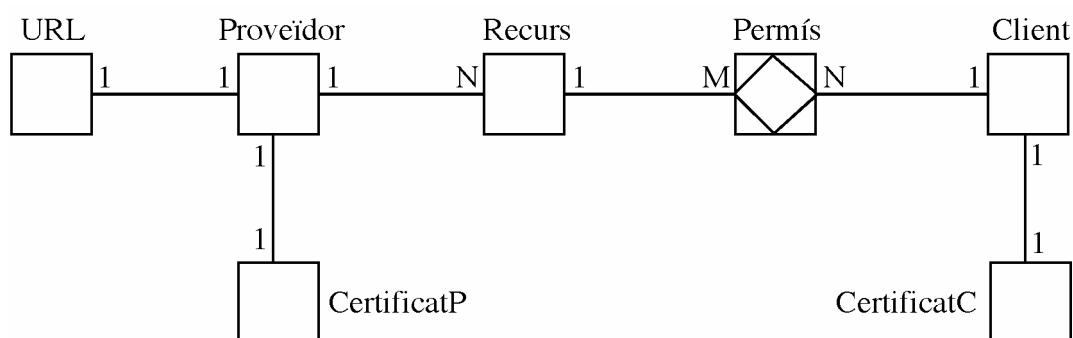 URL Proveïdor Recurs Permís Client
1 1 1 N 1 M N 1
1 1
1 1
CertificatP CertificatC